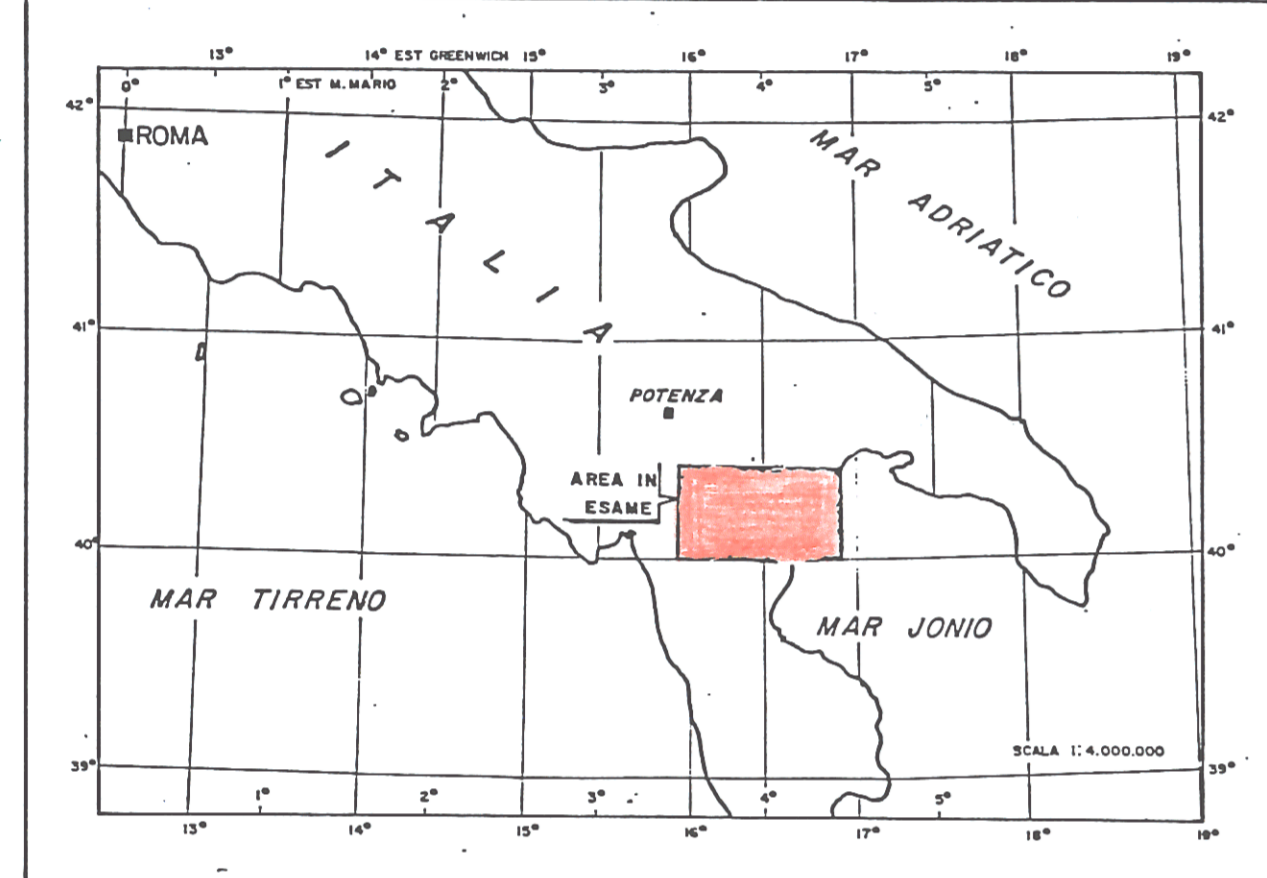 13° 14° EST GREENWICH 15° 16° 17° 18° 19°
0° 1° EST M. MARIO 2° 3° 4° 5°
42° 42°
ROMA
MAR ADRIATICO
ITALIA
41° 41°
POTENZA
AREA IN
ESAME
40° 40°
MAR TIRRENO
MAR JONIO
SCALA 1:4.000.000
39° 39°
1° 2° 3° 4° 5°
13° 14° 15° 16° 17° 18° 19°